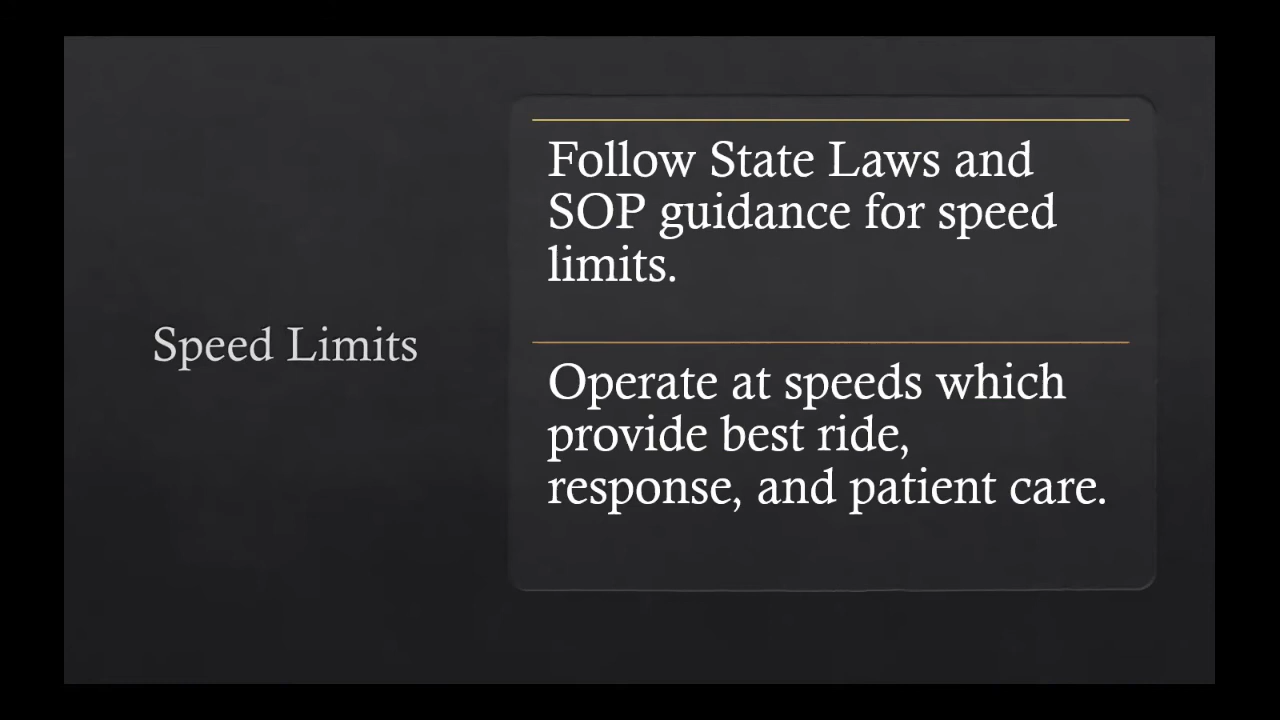 Speed Limits
Follow State Laws and
SOP guidance for speed
limits.
Operate at speeds which
provide best ride,
response, and patient care.